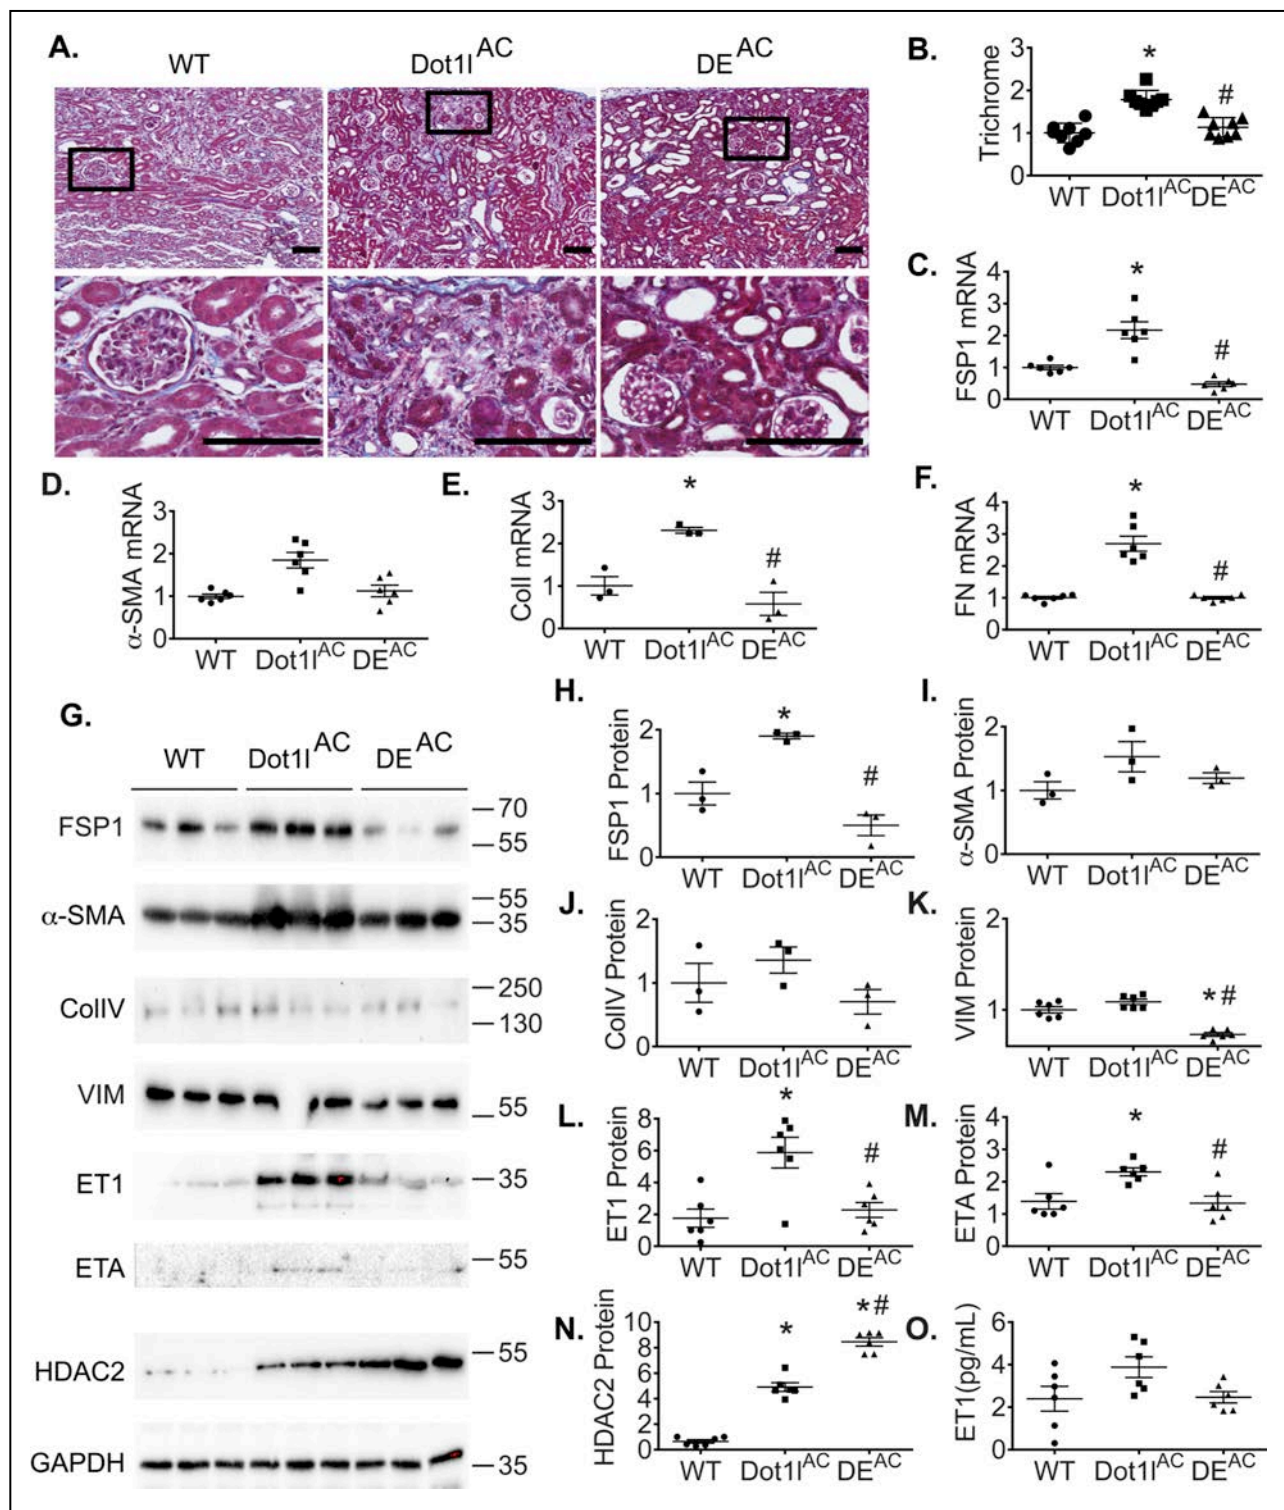 A.
WT
Dot1l^AC
DE^AC
B.
Trichrome
3
2
1
0
*
#
WT Dot1l^AC DE^AC
C.
FSP1 mRNA
4
3
2
1
0
*
#
WT Dot1l^AC DE^AC
D.
α-SMA mRNA
3
2
1
0
WT Dot1l^AC DE^AC
E.
ColI mRNA
3
2
1
0
*
#
WT Dot1l^AC DE^AC
F.
FN mRNA
4
3
2
1
0
*
#
WT Dot1l^AC DE^AC
G.
WT Dot1l^AC DE^AC
FSP1
70
55
α-SMA
55
35
ColIV
250
130
VIM
55
ET1
35
ETA
55
HDAC2
55
GAPDH
35
H.
FSP1 Protein
2
1
0
*
#
WT Dot1l^AC DE^AC
I.
α-SMA Protein
2
1
0
WT Dot1l^AC DE^AC
J.
ColIV Protein
2
1
0
WT Dot1l^AC DE^AC
K.
VIM Protein
2
1
0
*#
WT Dot1l^AC DE^AC
L.
ET1 Protein
8
6
4
2
0
*
#
WT Dot1l^AC DE^AC
M.
ETA Protein
4
3
2
1
0
*
#
WT Dot1l^AC DE^AC
N.
HDAC2 Protein
10
8
6
4
2
0
*
*#
WT Dot1l^AC DE^AC
O.
ET1(pg/mL)
6
4
2
0
WT Dot1l^AC DE^AC